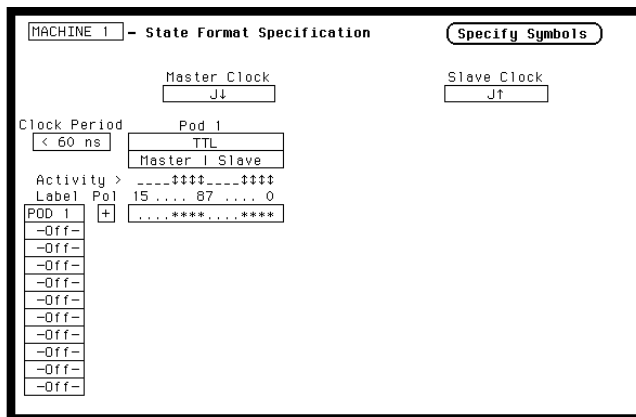 MACHINE 1 – State Format Specification Specify Symbols
Master Clock Slave Clock
J↓ J↑
Clock Period Pod 1
< 60 ns TTL
Master | Slave
Activity > ____↕↕↕↕____↕↕↕↕
Label Pol 15 .... 87 .... 0
POD 1 + ....****....****
-Off-
-Off-
-Off-
-Off-
-Off-
-Off-
-Off-
-Off-
-Off-
-Off-